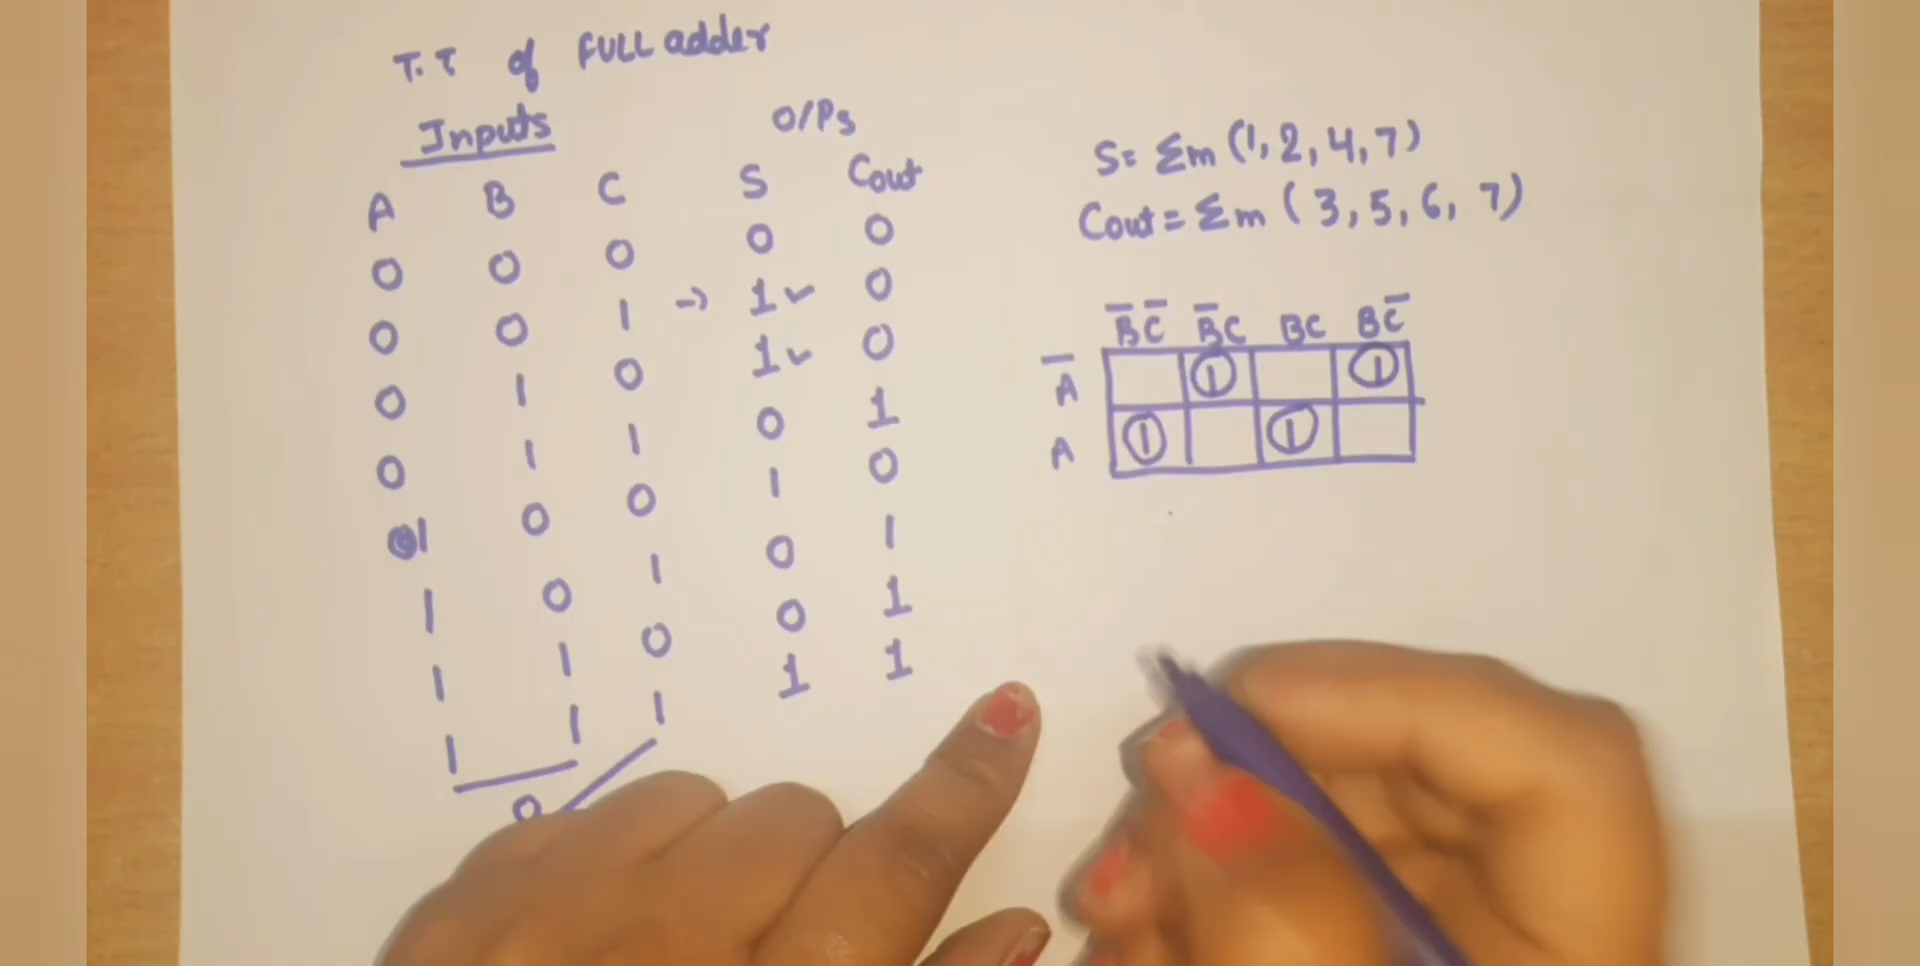 T.T of FULL adder
Inputs O/Ps
A B C S Cout
0 0 0 0 0
0 0 1 → 1✓ 0
0 1 0 1✓ 0
0 1 1 0 1
1 0 0 1 0
1 0 1 0 1
1 1 0 0 1
1 1 1 1 1
0
S= Σm (1, 2, 4, 7)
Cout = Σm ( 3, 5, 6, 7)
B̅C̅ B̅C BC BC̅
A̅ 1 1
A 1 1